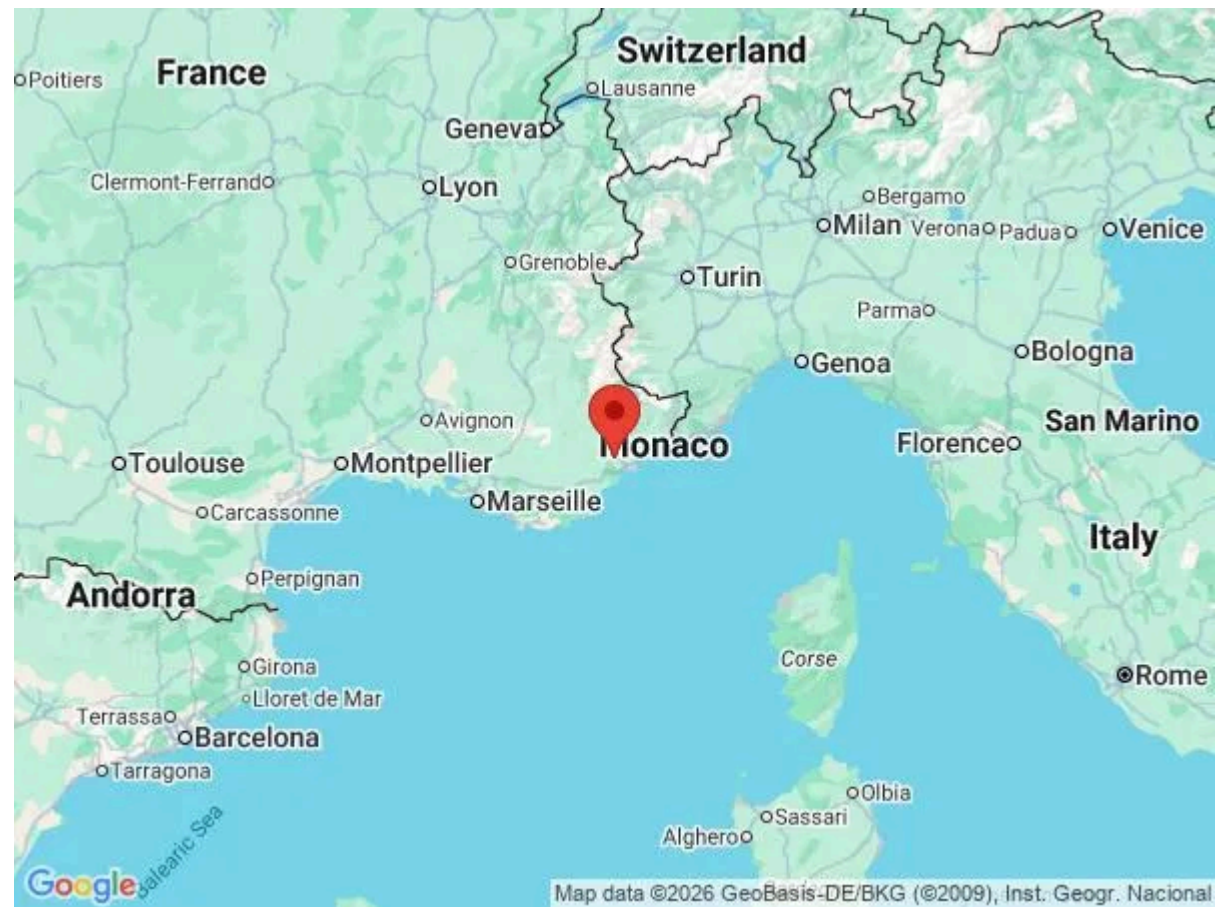 Switzerland
France
Poitiers
Lausanne
Geneva
Clermont-Ferrand
Lyon
Bergamo
Milan
Verona
Padua
Venice
Grenoble
Turin
Parma
Genoa
Bologna
Avignon
San Marino
Monaco
Florence
Toulouse
Montpellier
Marseille
Carcassonne
Italy
Perpignan
Andorra
Corse
Girona
Rome
Lloret de Mar
Terrassa
Barcelona
Tarragona
Olbia
Sassari
Alghero
Balearic Sea
Google
Map data ©2026 GeoBasis-DE/BKG (©2009), Inst. Geogr. Nacional